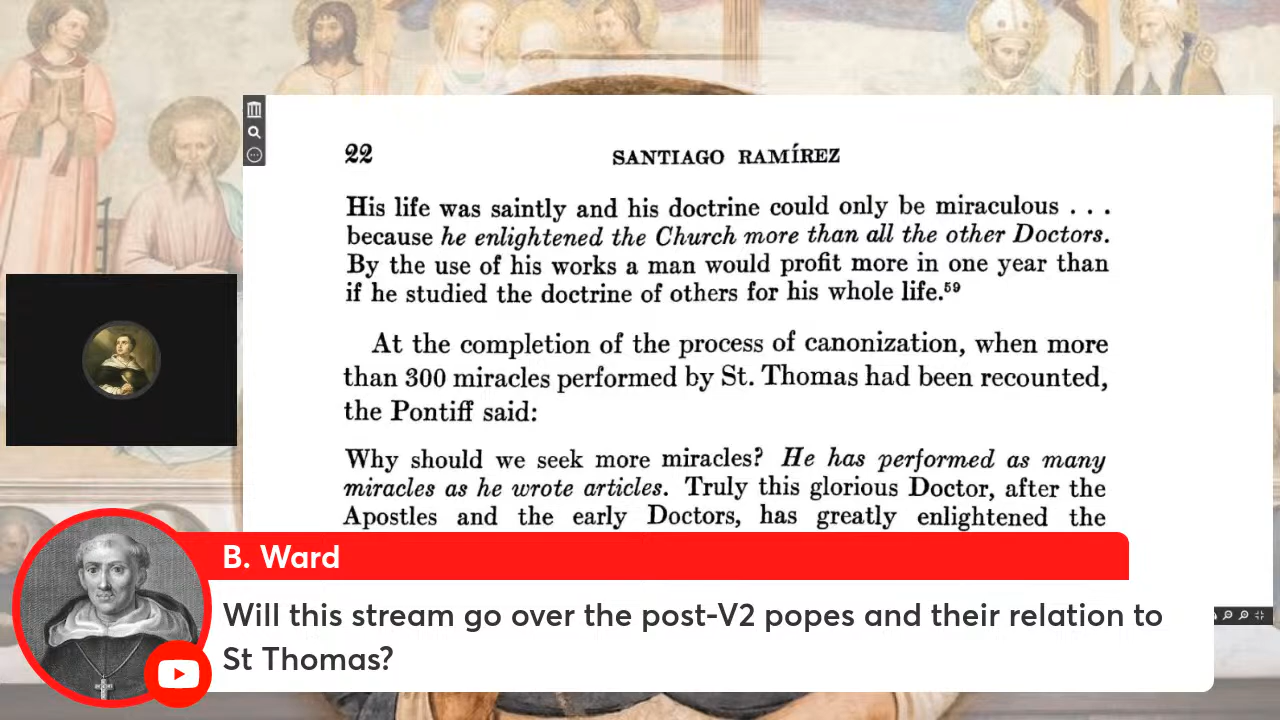 22 SANTIAGO RAMÍREZ
His life was saintly and his doctrine could only be miraculous . . .
because he enlightened the Church more than all the other Doctors.
By the use of his works a man would profit more in one year than
if he studied the doctrine of others for his whole life.⁵⁹
At the completion of the process of canonization, when more
than 300 miracles performed by St. Thomas had been recounted,
the Pontiff said:
Why should we seek more miracles? He has performed as many
miracles as he wrote articles. Truly this glorious Doctor, after the
Apostles and the early Doctors, has greatly enlightened the
B. Ward
Will this stream go over the post-V2 popes and their relation to
St Thomas?